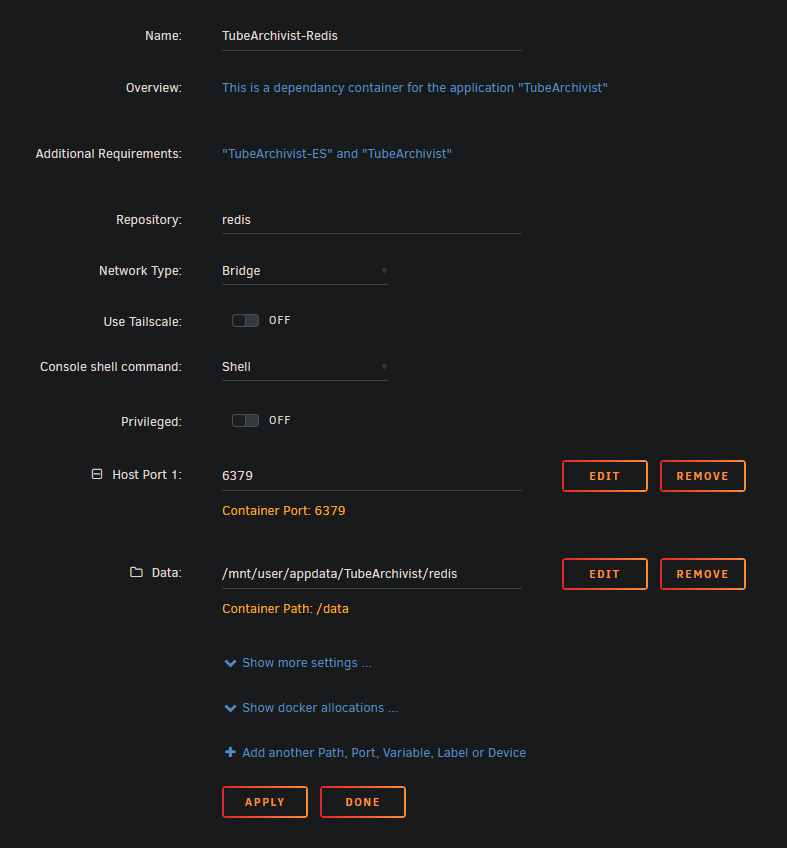 Name: TubeArchivist-Redis
Overview: This is a dependancy container for the application "TubeArchivist"
Additional Requirements: "TubeArchivist-ES" and "TubeArchivist"
Repository: redis
Network Type: Bridge
Use Tailscale: OFF
Console shell command: Shell
Privileged: OFF
Host Port 1: 6379 EDIT REMOVE
Container Port: 6379
Data: /mnt/user/appdata/TubeArchivist/redis EDIT REMOVE
Container Path: /data
Show more settings ...
Show docker allocations ...
Add another Path, Port, Variable, Label or Device
APPLY DONE